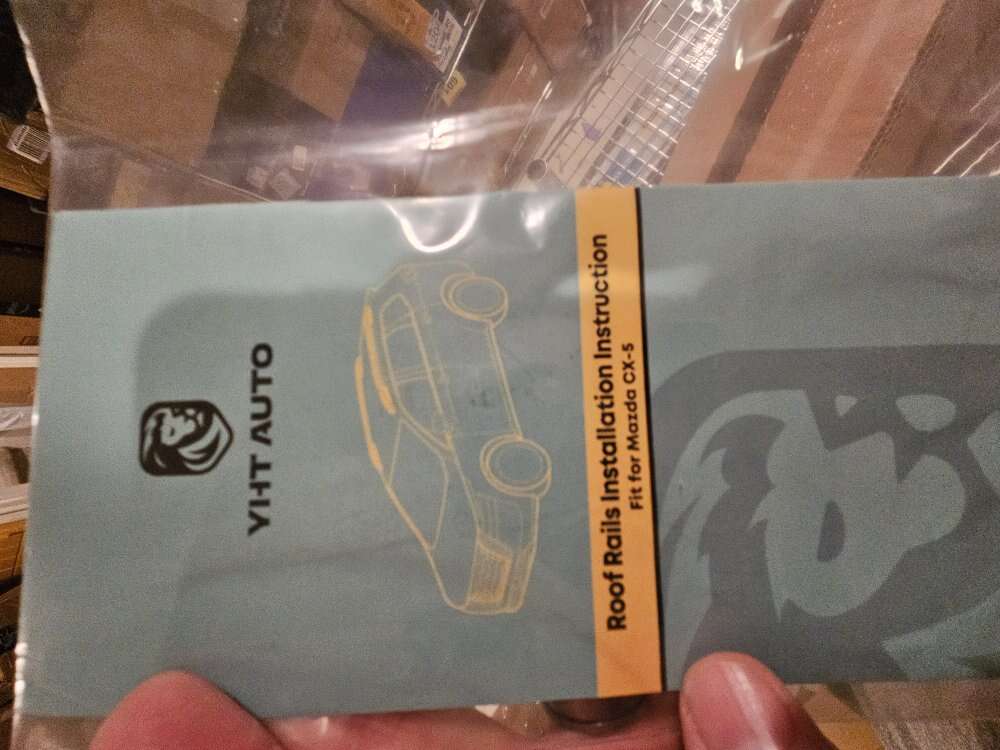 YHT AUTO
Roof Rails Installation Instruction
Fit for Mazda CX-5